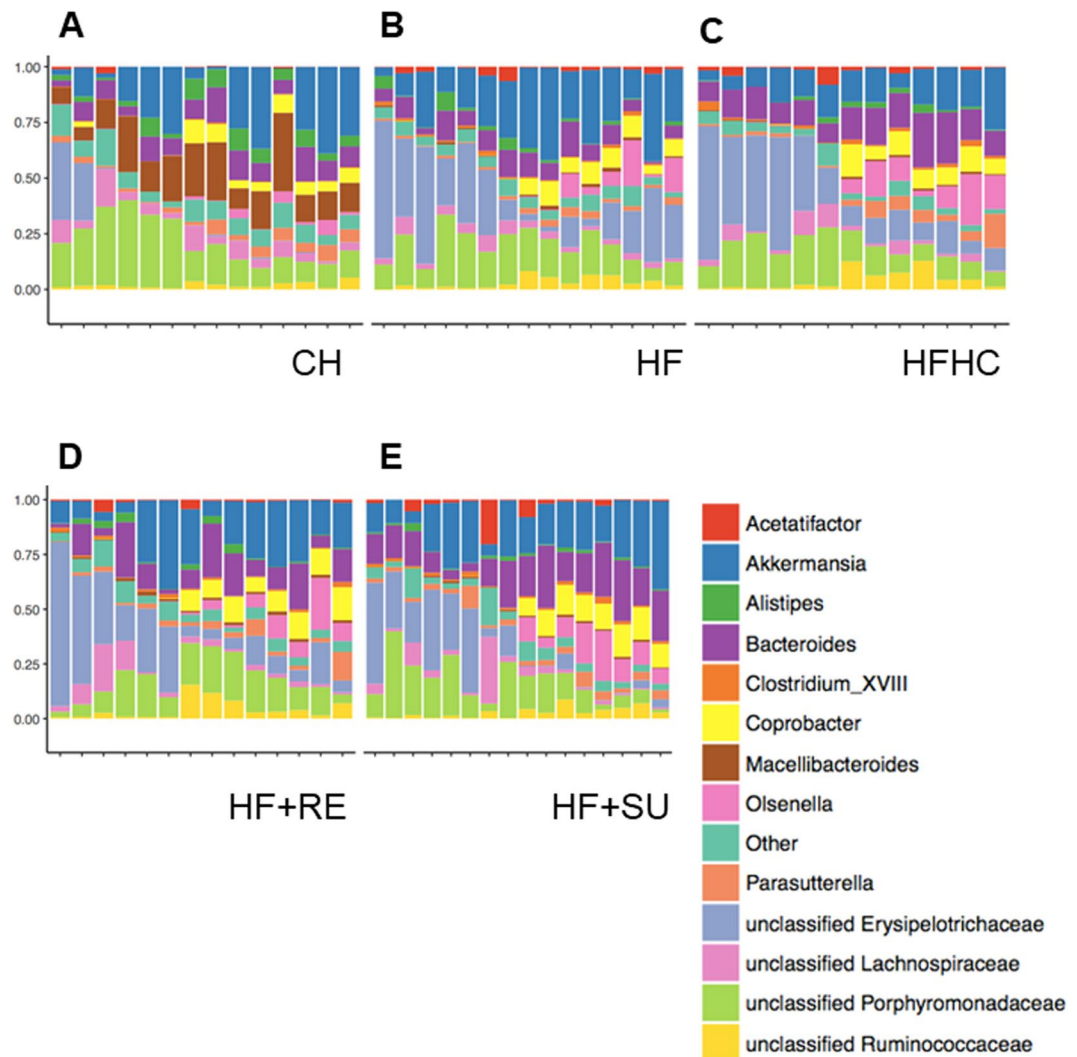 A
B
C
1.00
0.75
0.50
0.25
0.00
CH
HF
HFHC
D
E
1.00
0.75
0.50
0.25
0.00
HF+RE
HF+SU
Acetatifactor
Akkermansia
Alistipes
Bacteroides
Clostridium_XVIII
Coprobacter
Macellibacteroides
Olsenella
Other
Parasutterella
unclassified Erysipelotrichaceae
unclassified Lachnospiraceae
unclassified Porphyromonadaceae
unclassified Ruminococcaceae